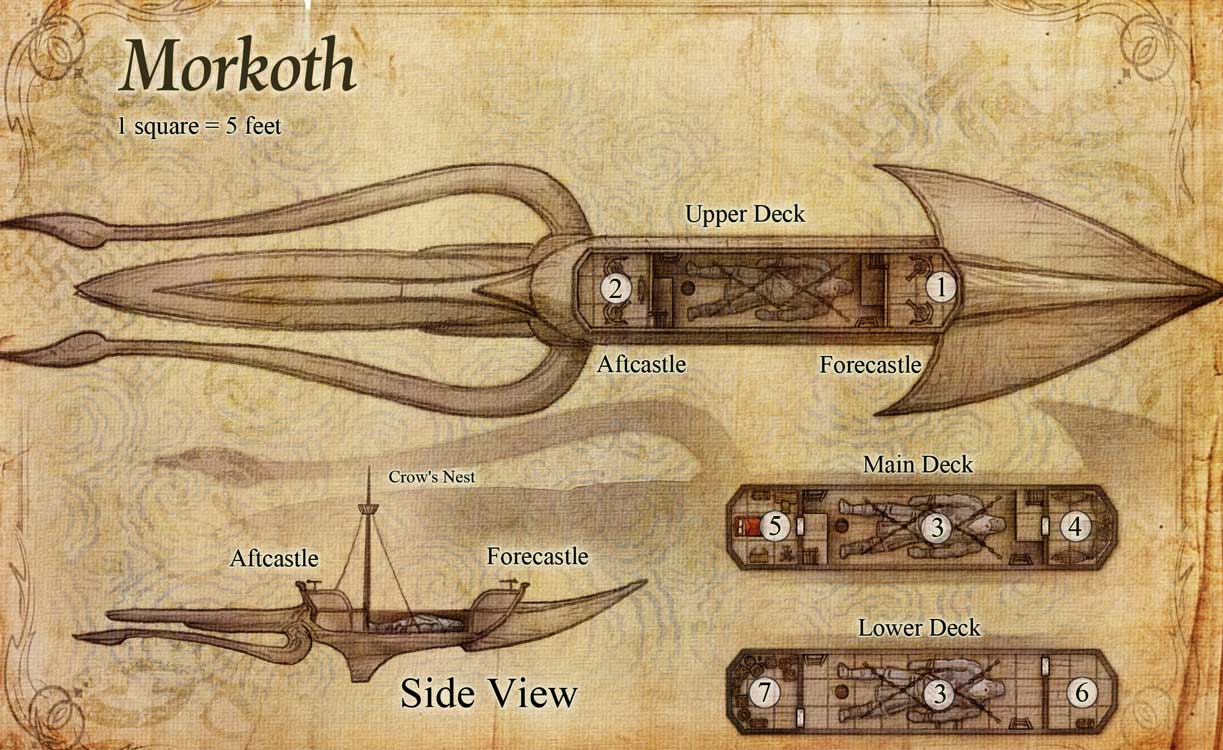 Morkoth
1 square = 5 feet
Upper Deck
2
1
Aftcastle
Forecastle
Main Deck
Crow's Nest
5
3
4
Aftcastle
Forecastle
Lower Deck
Side View
7
3
6